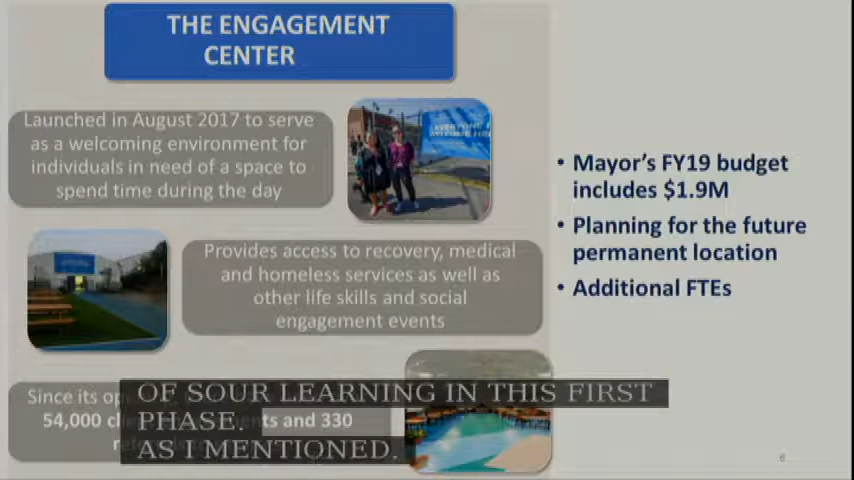 THE ENGAGEMENT
CENTER
Launched in August 2017 to serve
as a welcoming environment for
individuals in need of a space to
spend time during the day
Provides access to recovery, medical
and homeless services as well as
other life skills and social
engagement events
Since its
54,000 and 330
• Mayor's FY19 budget
includes $1.9M
• Planning for the future
permanent location
• Additional FTEs
OF SOUR LEARNING IN THIS FIRST
PHASE.
AS I MENTIONED.
6